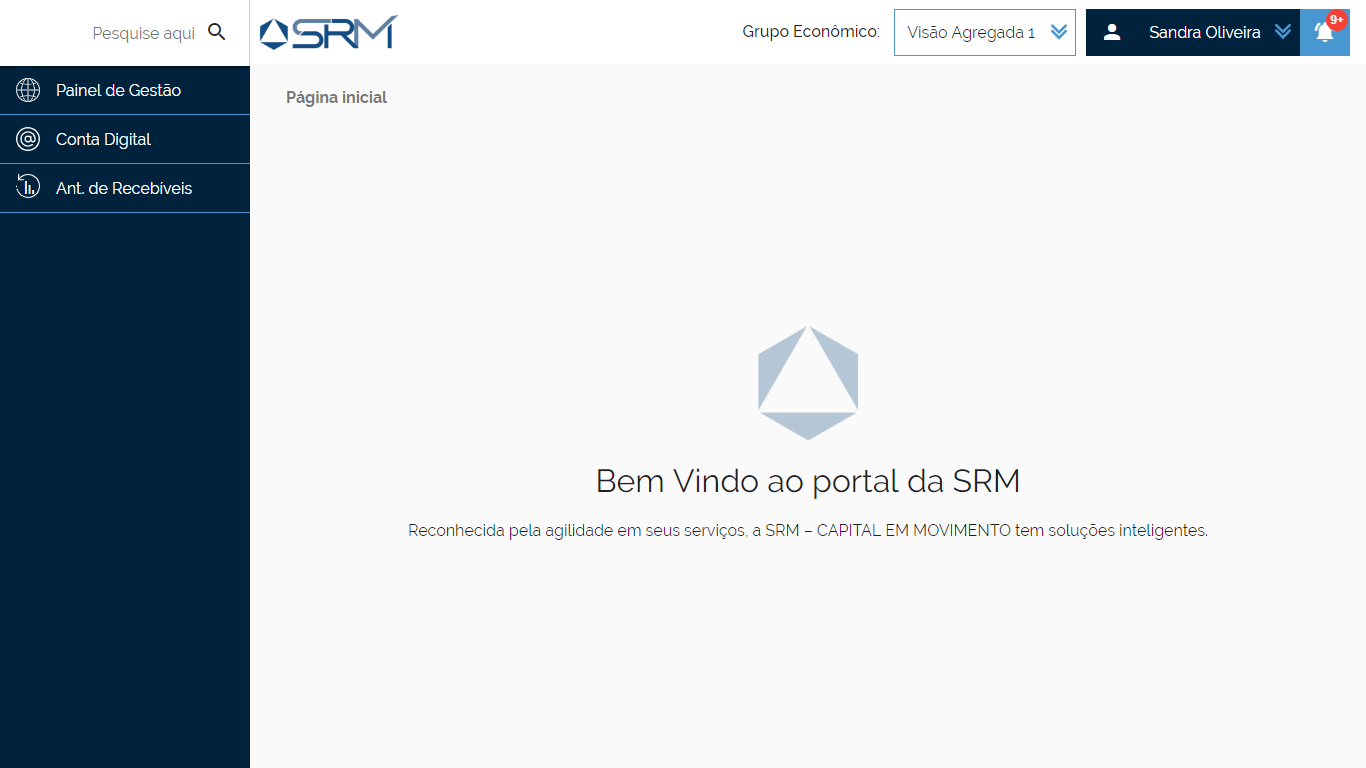 Pesquise aqui
SRM
Grupo Econômico:
Visão Agregada 1
Sandra Oliveira
9+
Painel de Gestão
Conta Digital
Ant. de Recebíveis
Página inicial
Bem Vindo ao portal da SRM
Reconhecida pela agilidade em seus serviços, a SRM – CAPITAL EM MOVIMENTO tem soluções inteligentes.